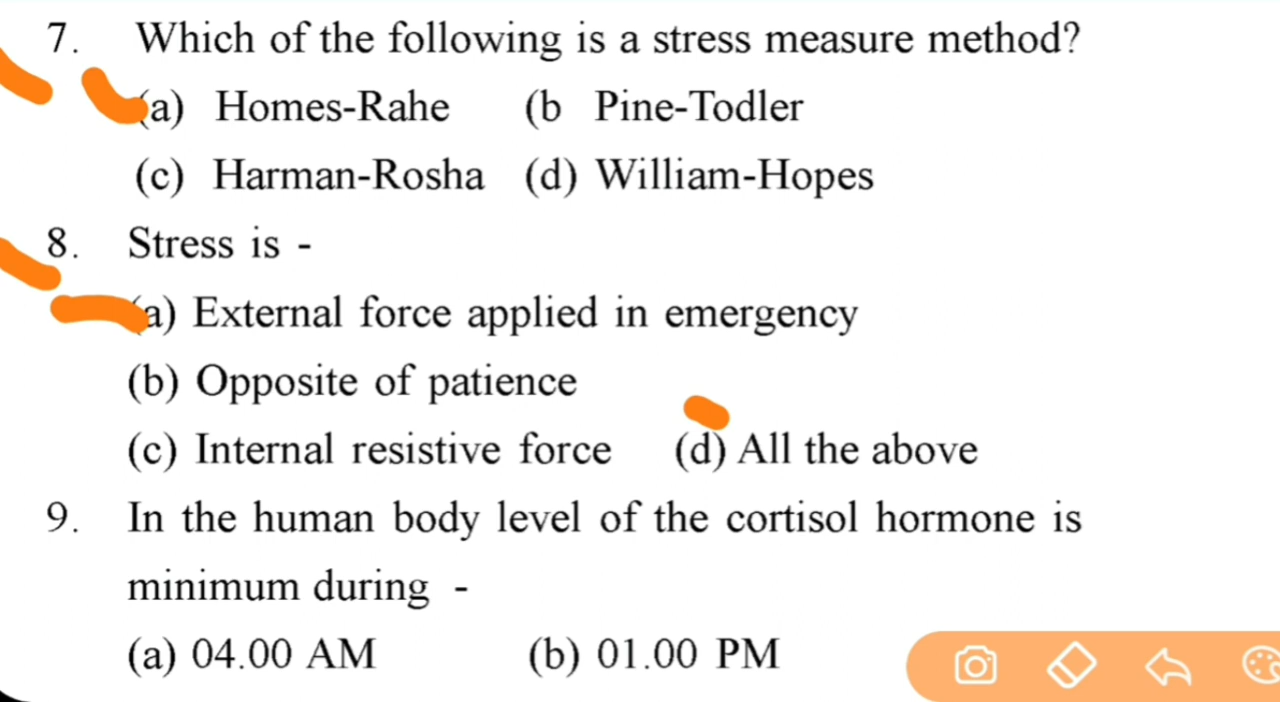 7. Which of the following is a stress measure method?
(a) Homes-Rahe (b Pine-Todler
(c) Harman-Rosha (d) William-Hopes
8. Stress is -
(a) External force applied in emergency
(b) Opposite of patience
(c) Internal resistive force (d) All the above
9. In the human body level of the cortisol hormone is
minimum during -
(a) 04.00 AM (b) 01.00 PM